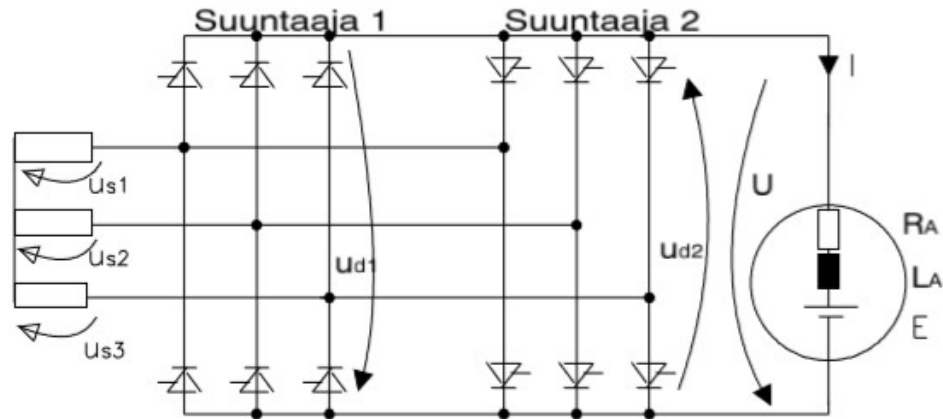 Suuntaaja 1
Suuntaaja 2
I
us1
us2
us3
ud1
ud2
U
RA
LA
E